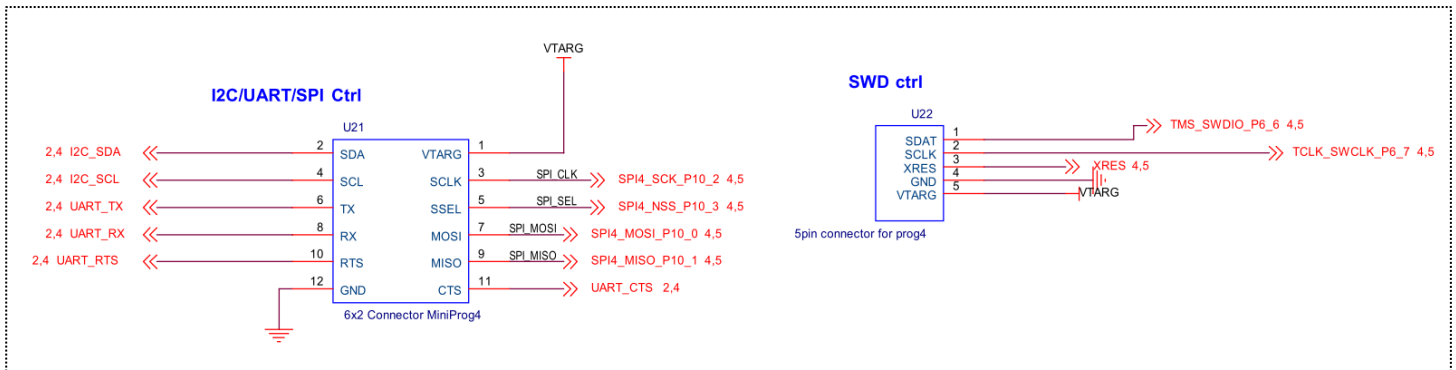 VTARG
I2C/UART/SPI Ctrl
U21
2,4 I2C_SDA 2 SDA VTARG 1
2,4 I2C_SCL 4 SCL SCLK 3 SPI_CLK SPI4_SCK_P10_2 4,5
2,4 UART_TX 6 TX SSEL 5 SPI_SEL SPI4_NSS_P10_3 4,5
2,4 UART_RX 8 RX MOSI 7 SPI_MOSI SPI4_MOSI_P10_0 4,5
2,4 UART_RTS 10 RTS MISO 9 SPI_MISO SPI4_MISO_P10_1 4,5
12 GND CTS 11 UART_CTS 2,4
6x2 Connector MiniProg4
SWD ctrl
U22
SDAT 1 TMS_SWDIO_P6_6 4,5
SCLK 2 TCLK_SWCLK_P6_7 4,5
XRES 3 XRES 4,5
GND 4
VTARG 5 VTARG
5pin connector for prog4